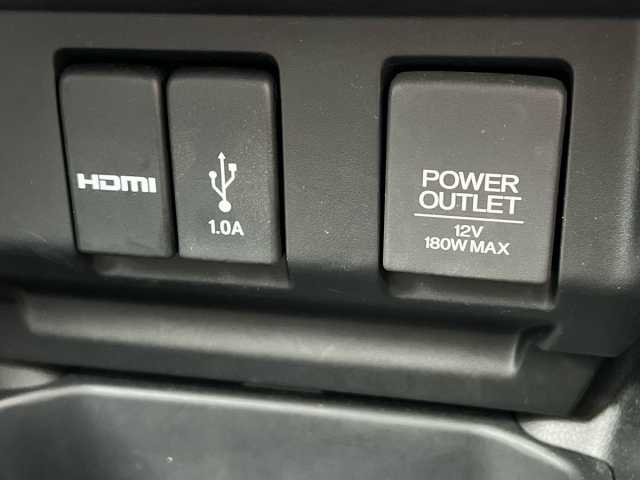 HDMI
1.0A
POWER
OUTLET
12V
180W MAX